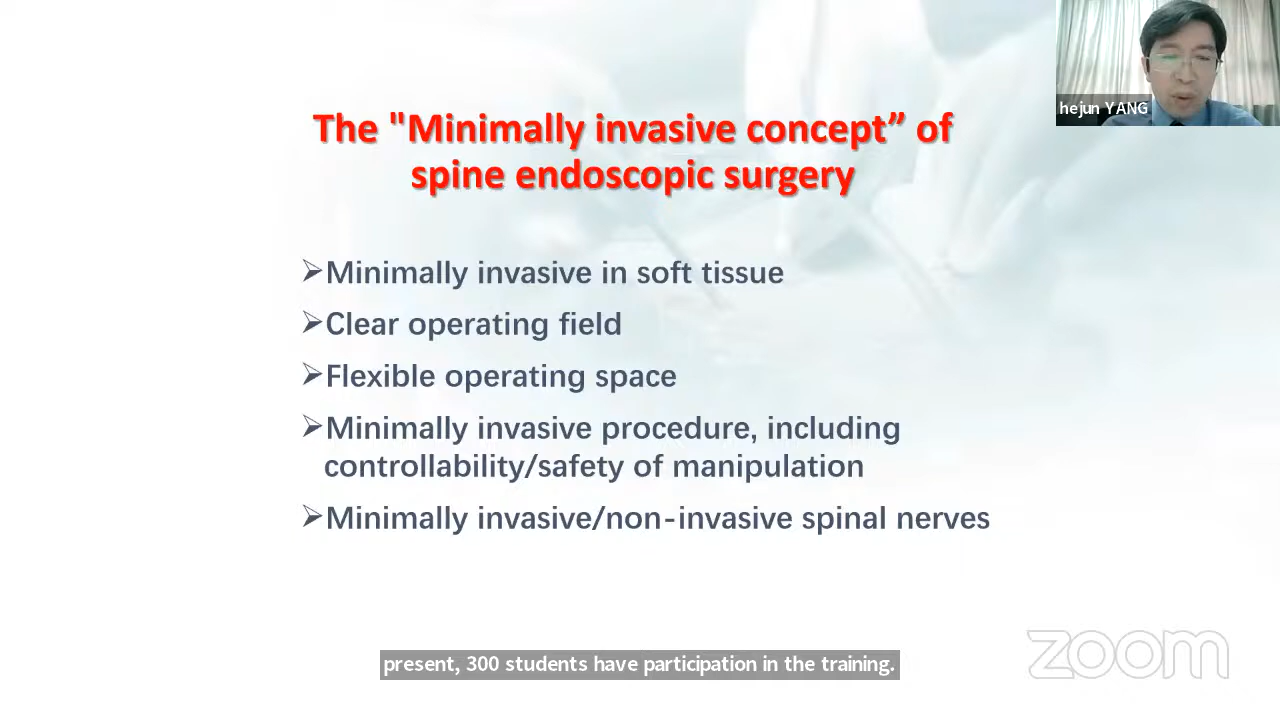 hejun YANG
The "Minimally invasive concept” of
spine endoscopic surgery
➢Minimally invasive in soft tissue
➢Clear operating field
➢Flexible operating space
➢Minimally invasive procedure, including
controllability/safety of manipulation
➢Minimally invasive/non-invasive spinal nerves
present, 300 students have participation in the training.
zoom